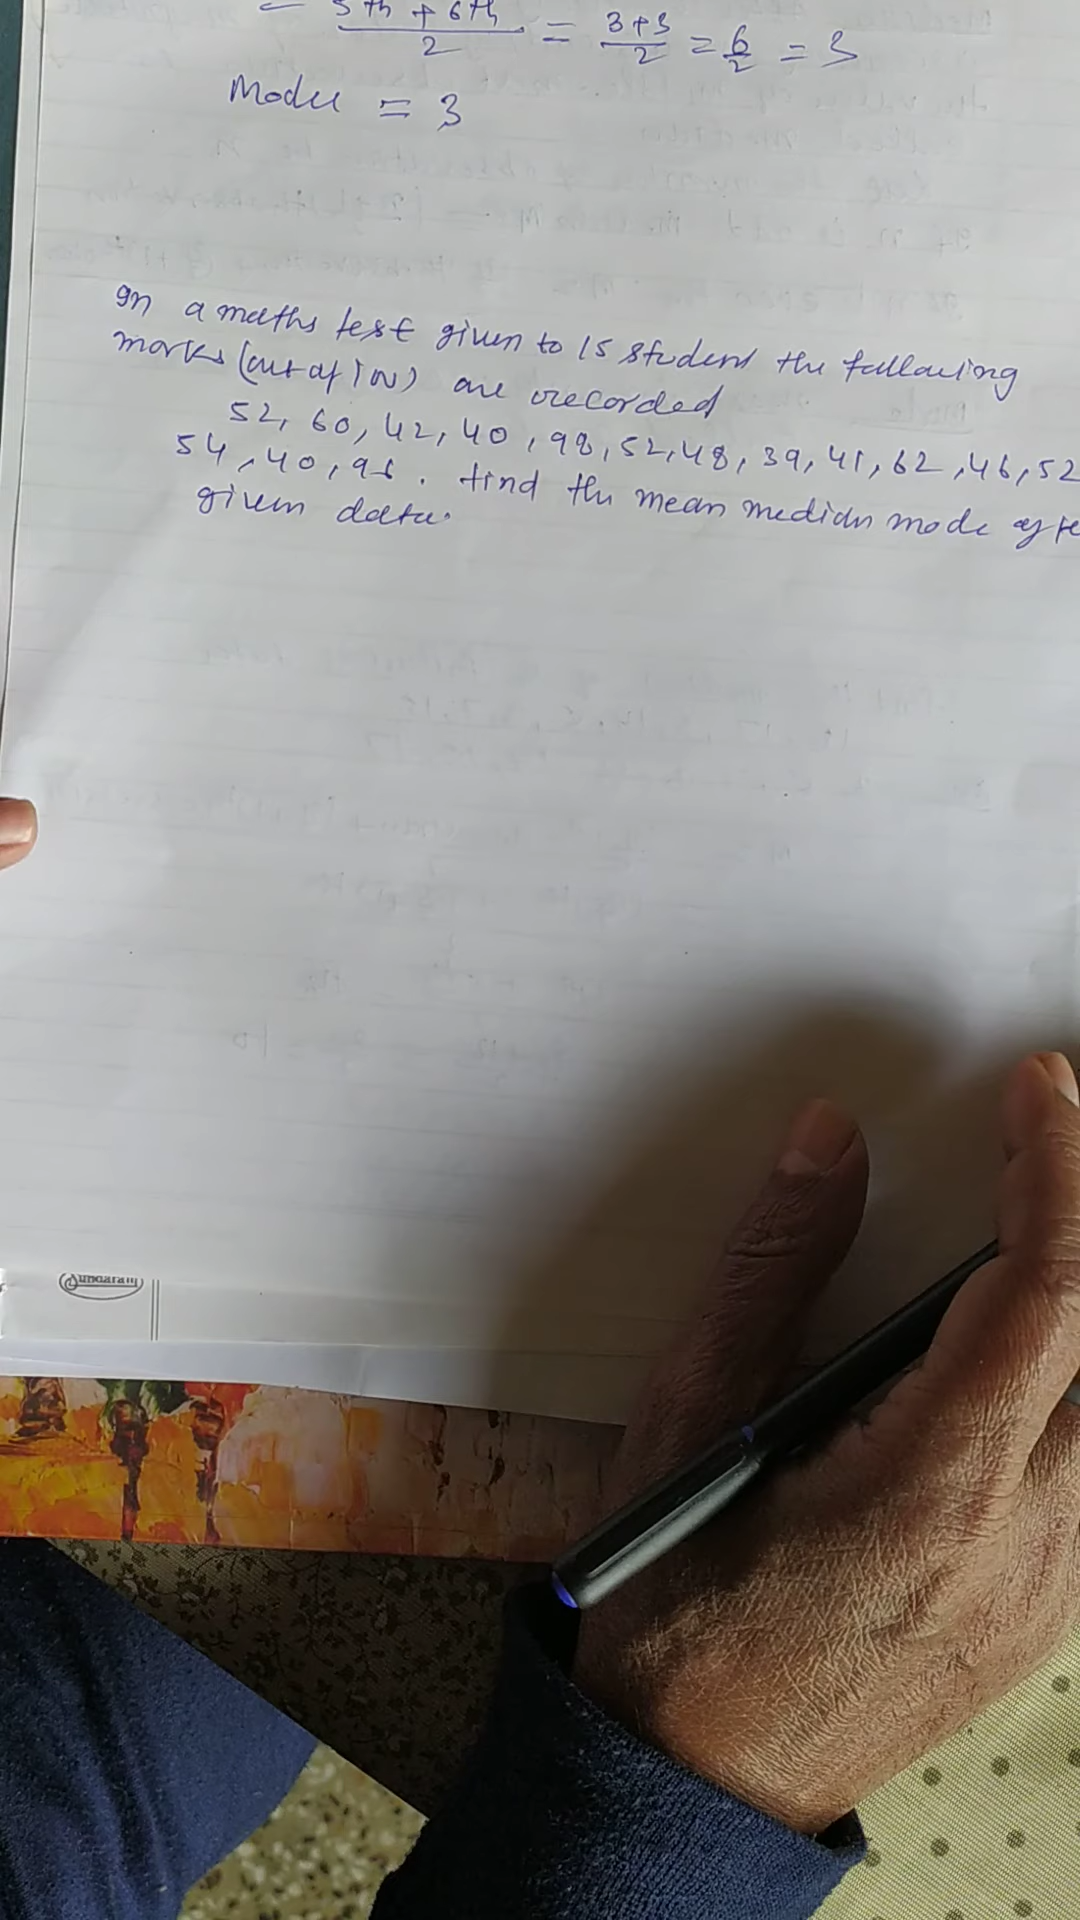 = 5th + 6th / 2 = 3+3 / 2 = 6/2 = 3
Mode = 3
In a maths test given to 15 student the following
marks (out of 100) are recorded
52, 60, 42, 40, 98, 52, 48, 39, 41, 62, 46, 52
54, 40, 96. find the mean median mode of
given data.
Sundaram